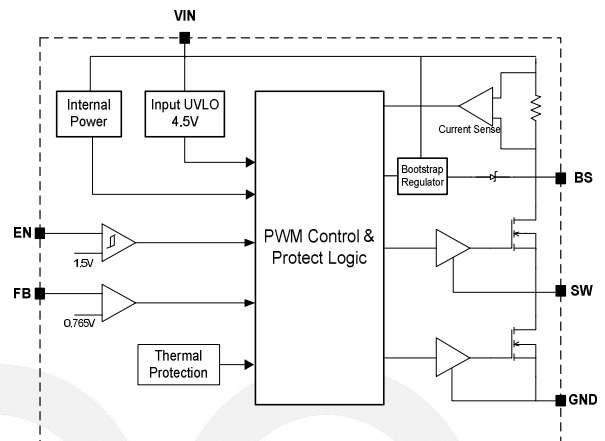 VIN
Internal
Power
Input UVLO
4.5V
Current Sense
Bootstrap
Regulator
BS
EN
1.5V
PWM Control &
Protect Logic
FB
0.765V
SW
Thermal
Protection
GND